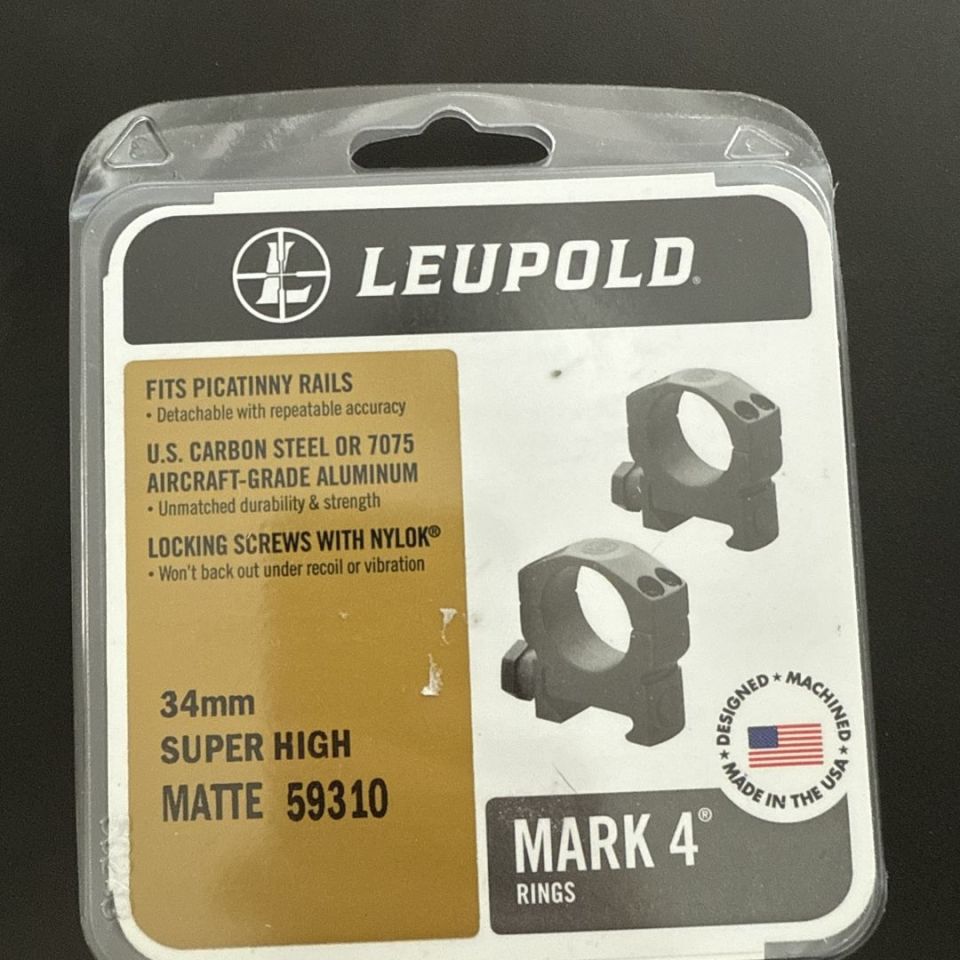 LEUPOLD®
FITS PICATINNY RAILS
• Detachable with repeatable accuracy
U.S. CARBON STEEL OR 7075
AIRCRAFT-GRADE ALUMINUM
• Unmatched durability & strength
LOCKING SCREWS WITH NYLOK®
• Won't back out under recoil or vibration
34mm
SUPER HIGH
MATTE 59310
★ DESIGNED ★ MACHINED ★
MADE IN THE USA
MARK 4®
RINGS